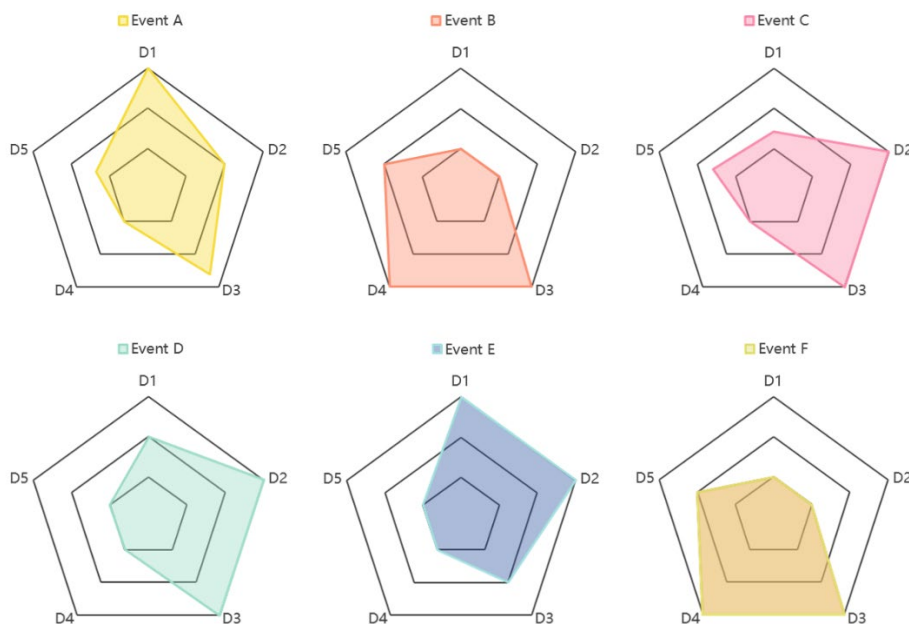 Event A
D1
D5
D2
D4
D3
Event B
D1
D5
D2
D4
D3
Event C
D1
D5
D2
D4
D3
Event D
D1
D5
D2
D4
D3
Event E
D1
D5
D2
D4
D3
Event F
D1
D5
D2
D4
D3